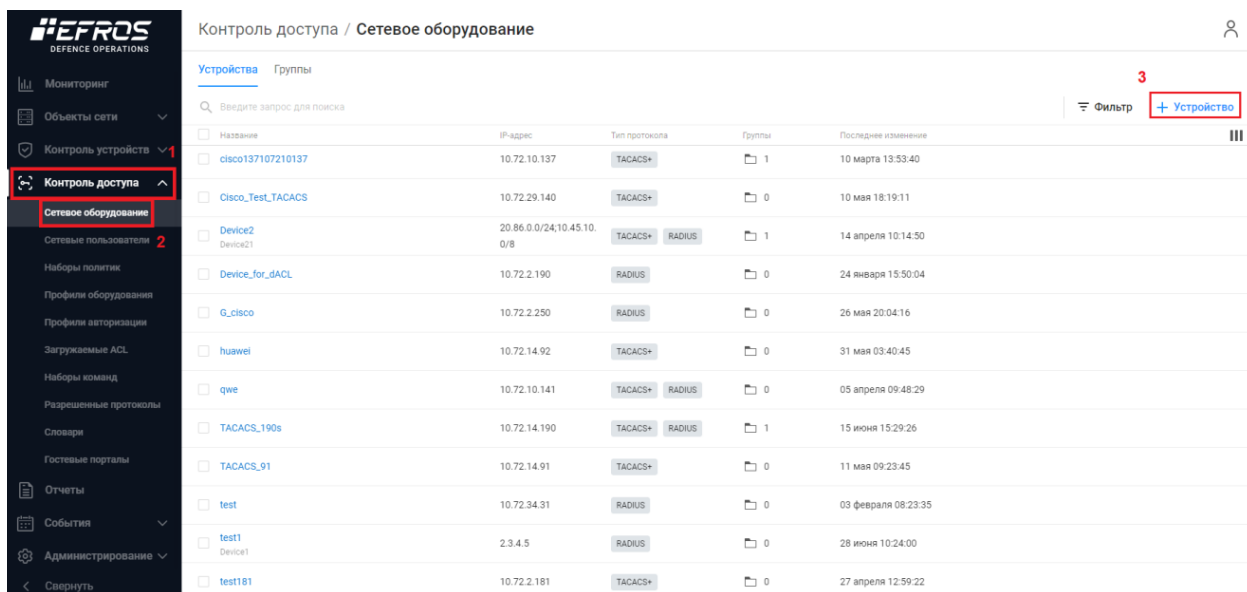 EFROS
DEFENCE OPERATIONS
Мониторинг
Объекты сети
Контроль устройств
1
Контроль доступа
Сетевое оборудование
Сетевые пользователи 2
Наборы политик
Профили оборудования
Профили авторизации
Загружаемые ACL
Наборы команд
Разрешенные протоколы
Словари
Гостевые порталы
Отчеты
События
Администрирование
Свернуть
Контроль доступа / Сетевое оборудование
Устройства Группы
3
Введите запрос для поиска Фильтр + Устройство
Название IP-адрес Тип протокола Группы Последнее изменение
cisco137107210137 10.72.10.137 TACACS+ 1 10 марта 13:53:40
Cisco_Test_TACACS 10.72.29.140 TACACS+ 0 10 мая 18:19:11
Device2 20.86.0.0/24;10.45.10. TACACS+ RADIUS 1 14 апреля 10:14:50
Device21 0/8
Device_for_dACL 10.72.2.190 RADIUS 0 24 января 15:50:04
G_cisco 10.72.2.250 RADIUS 0 26 мая 20:04:16
huawei 10.72.14.92 TACACS+ 0 31 мая 03:40:45
qwe 10.72.10.141 TACACS+ RADIUS 0 05 апреля 09:48:29
TACACS_190s 10.72.14.190 TACACS+ RADIUS 1 15 июня 15:29:26
TACACS_91 10.72.14.91 TACACS+ 0 11 мая 09:23:45
test 10.72.34.31 RADIUS 0 03 февраля 08:23:35
test1 2.3.4.5 RADIUS 0 28 июня 10:24:00
Device1
test181 10.72.2.181 TACACS+ 0 27 апреля 12:59:22